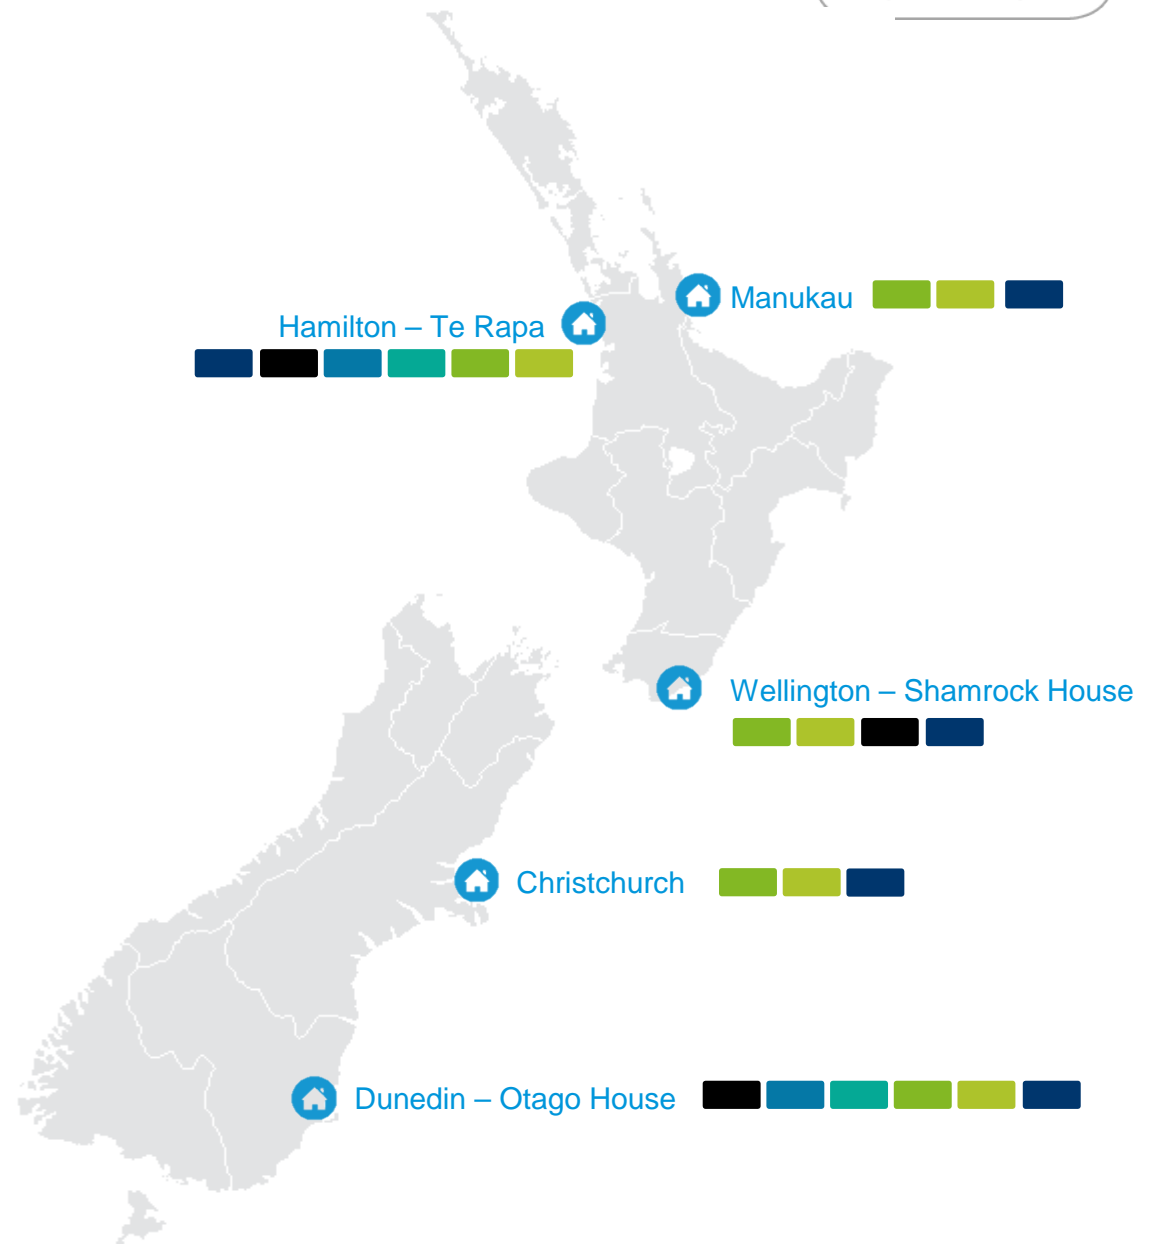 Manukau
Hamilton – Te Rapa
Wellington – Shamrock House
Christchurch
Dunedin – Otago House